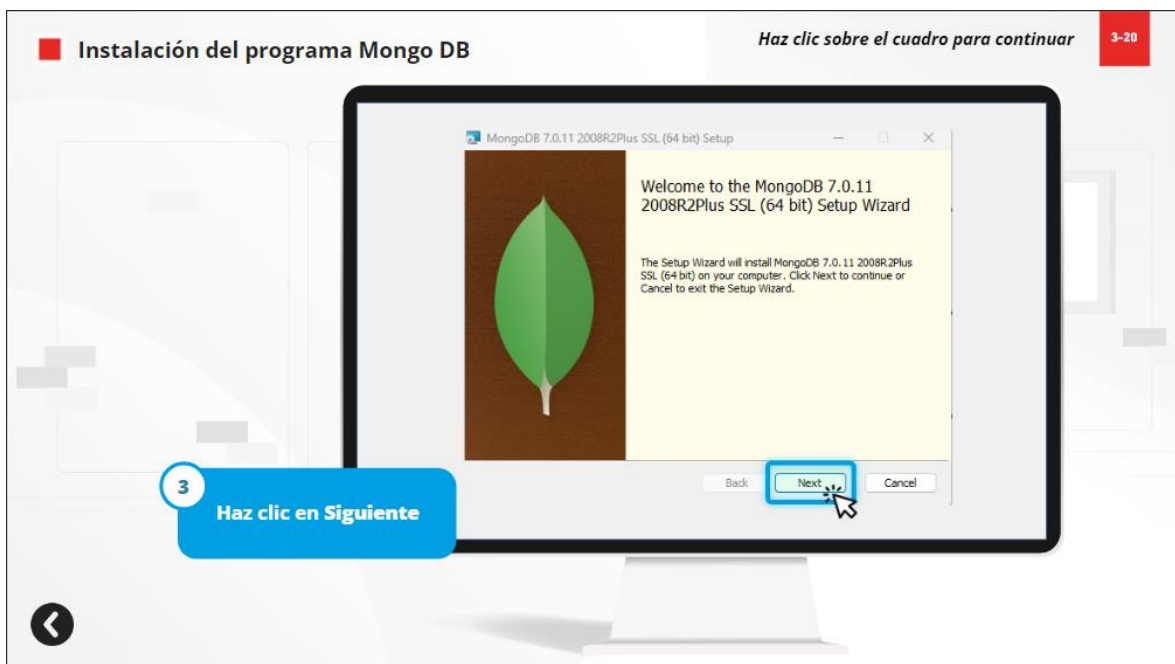 Instalación del programa Mongo DB
Haz clic sobre el cuadro para continuar
3-20
MongoDB 7.0.11 2008R2Plus SSL (64 bit) Setup
Welcome to the MongoDB 7.0.11
2008R2Plus SSL (64 bit) Setup Wizard
The Setup Wizard will install MongoDB 7.0.11 2008R2Plus
SSL (64 bit) on your computer. Click Next to continue or
Cancel to exit the Setup Wizard.
Back
Next
Cancel
3
Haz clic en Siguiente